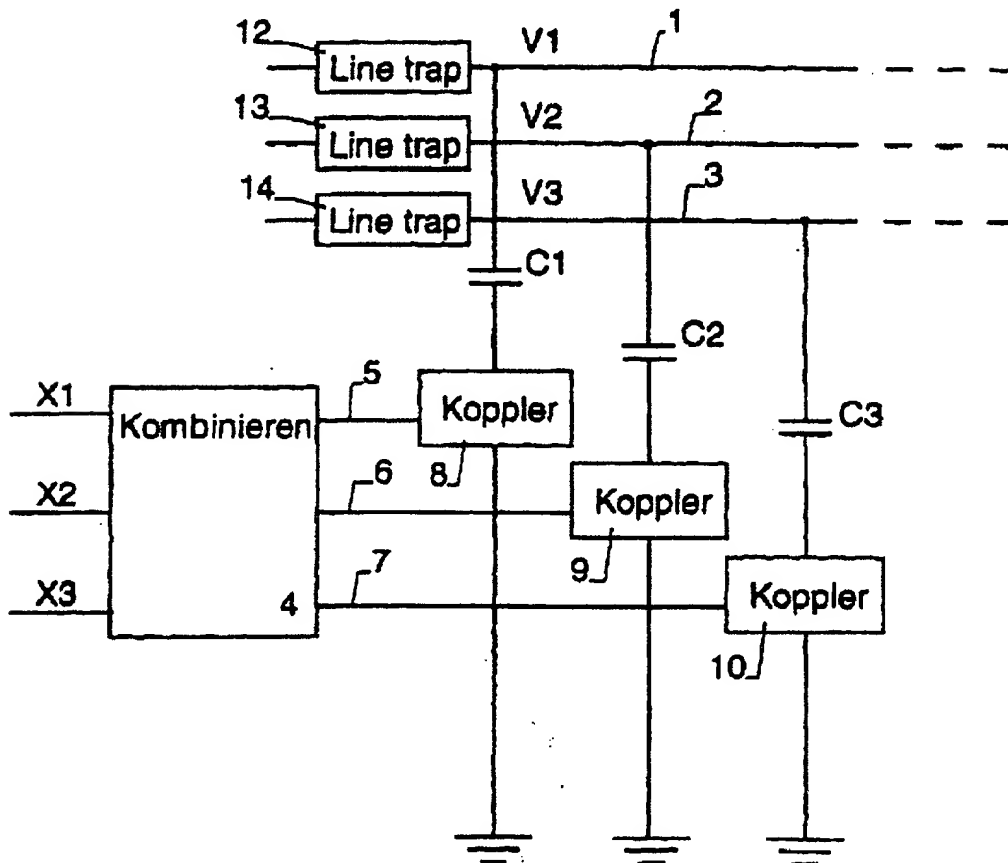 12 Line trap V1 1
13 Line trap V2 2
14 Line trap V3 3
C1
C2
C3
X1 Kombinieren 5 Koppler
8
X2 6 Koppler
9
X3 4 7 Koppler
10